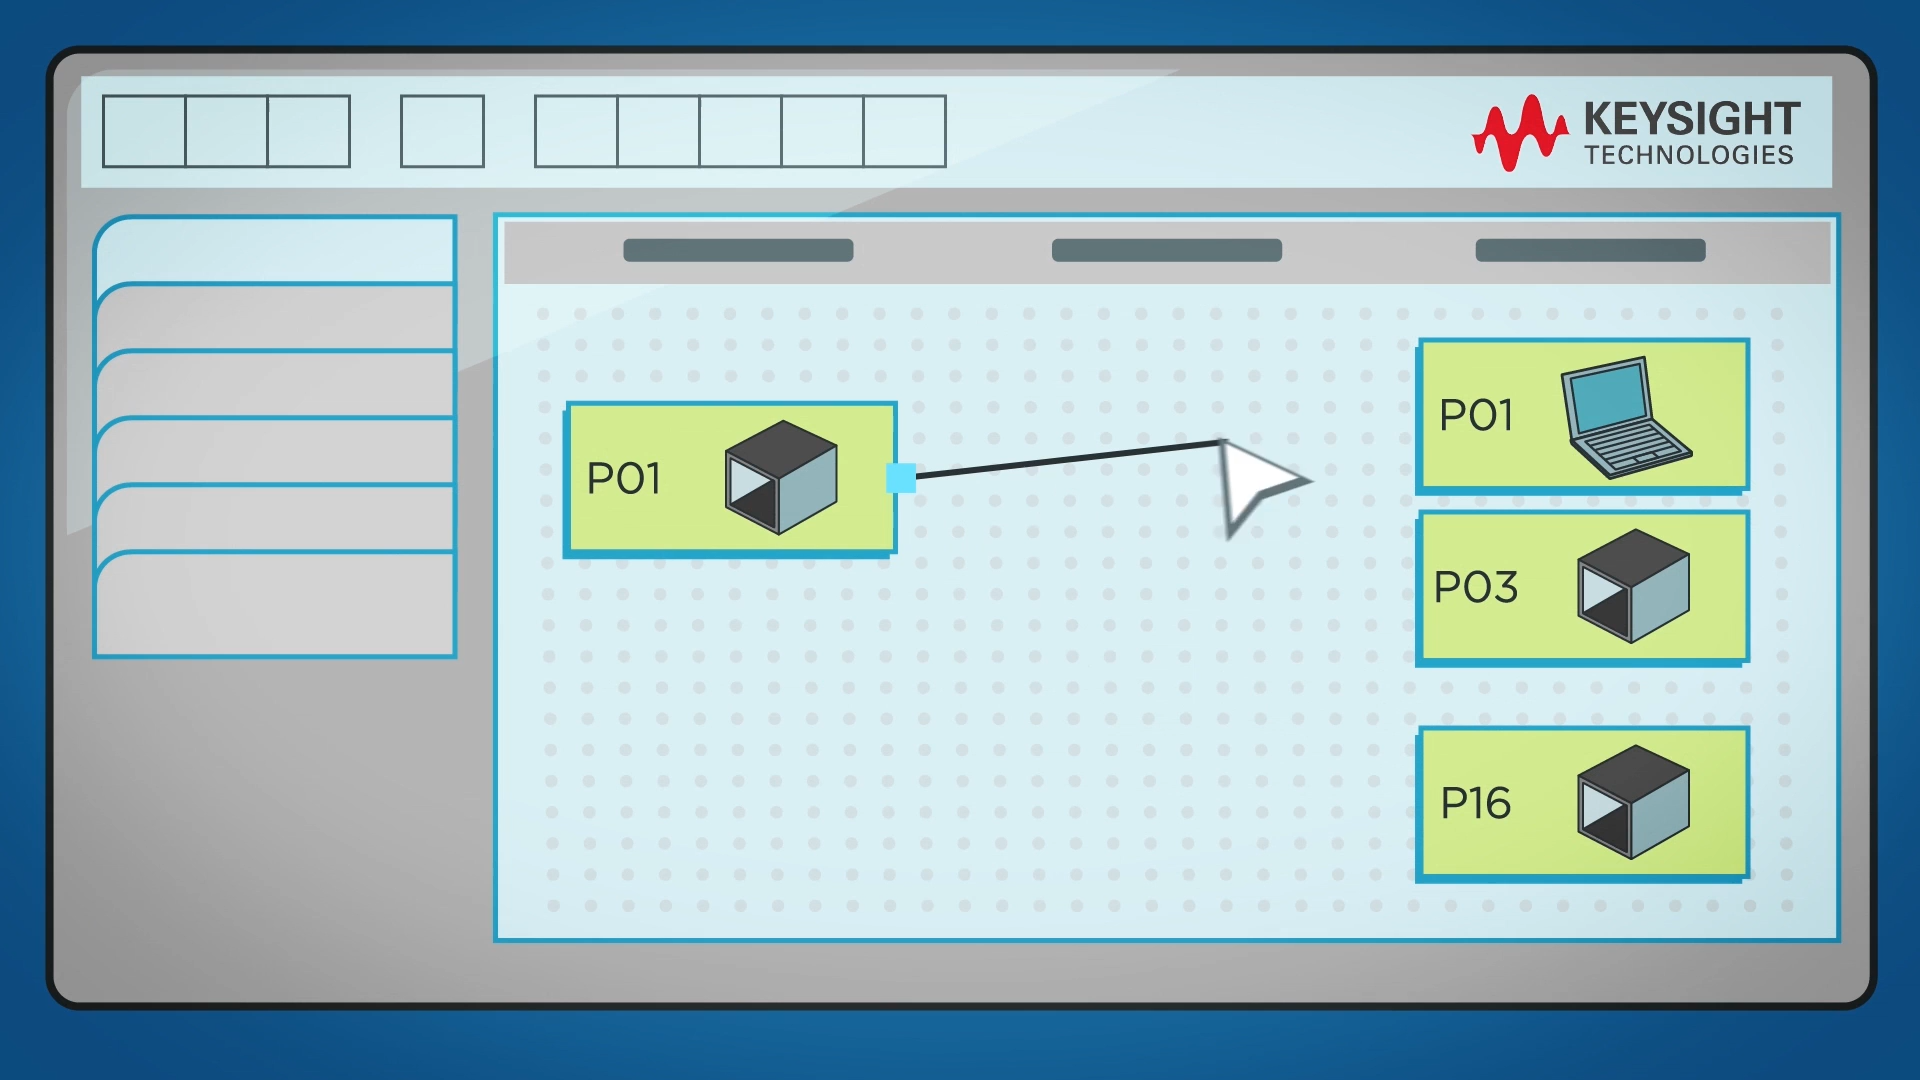 KEYSIGHT
TECHNOLOGIES
P01
P01
P03
P16